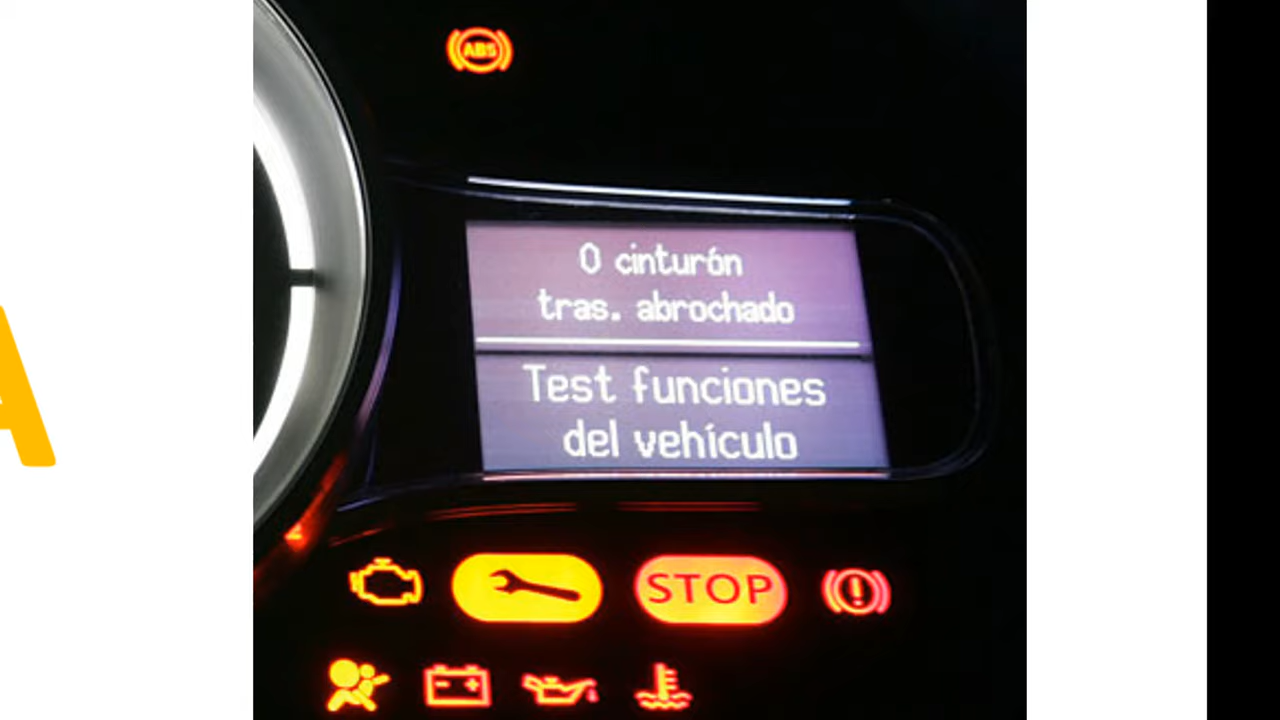 ABS
0 cinturón
tras. abrochado
Test funciones
del vehículo
STOP
A